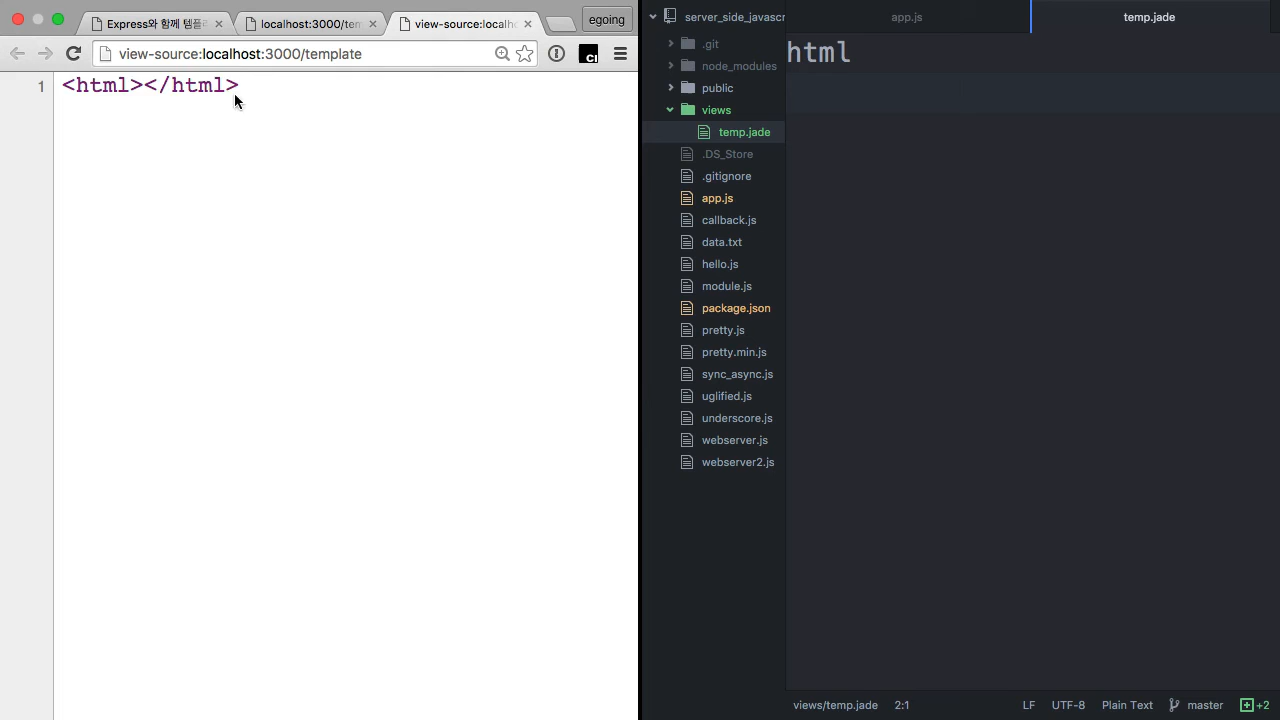 Express와 함께 템플릿
localhost:3000/tem
view-source:localh
egoing
view-source:localhost:3000/template
1
<html></html>
server_side_javascr
.git
node_modules
public
views
temp.jade
.DS_Store
.gitignore
app.js
callback.js
data.txt
hello.js
module.js
package.json
pretty.js
pretty.min.js
sync_async.js
uglified.js
underscore.js
webserver.js
webserver2.js
app.js
temp.jade
html
views/temp.jade 2:1
LF UTF-8 Plain Text master +2